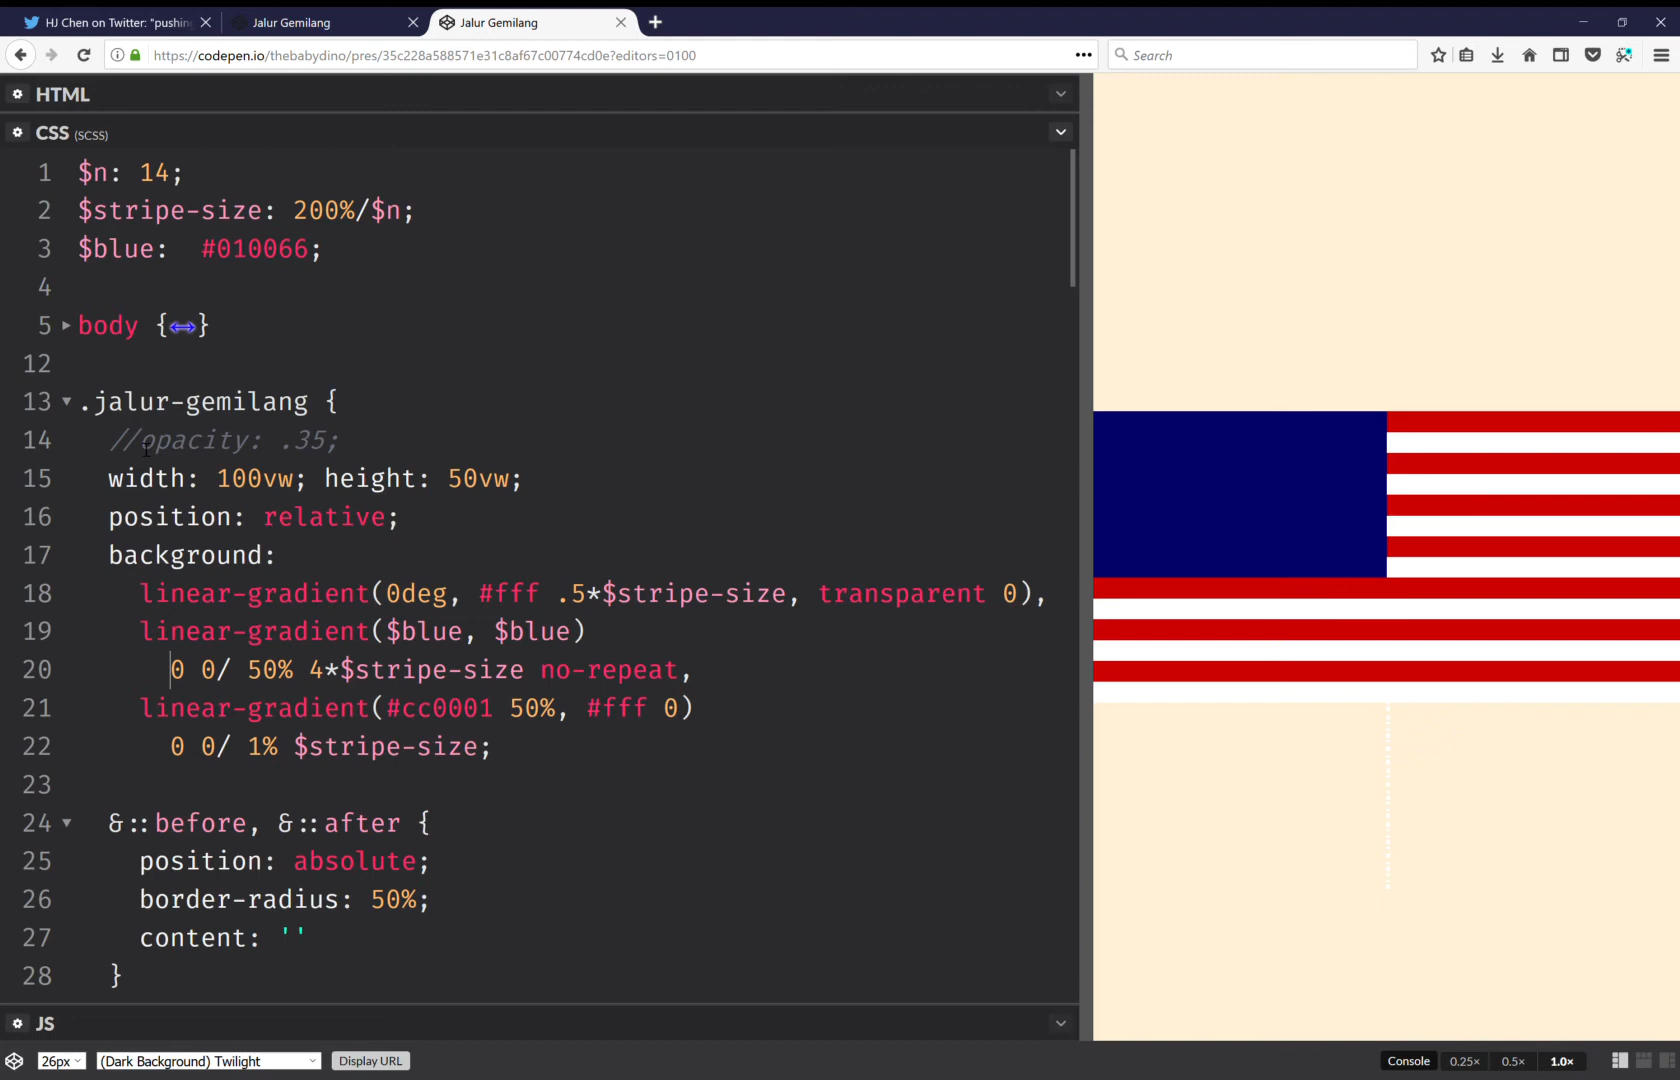 HJ Chen on Twitter: "pushin
Jalur Gemilang
Jalur Gemilang
https://codepen.io/thebabydino/pres/35c228a588571e31c8af67c00774cd0e?editors=0100
Search
HTML
CSS (SCSS)
1 $n: 14;
2 $stripe-size: 200%/$n;
3 $blue:  #010066;
4
5 body {↔}
12
13 .jalur-gemilang {
14 //opacity: .35;
15 width: 100vw; height: 50vw;
16 position: relative;
17 background:
18 linear-gradient(0deg, #fff .5*$stripe-size, transparent 0),
19 linear-gradient($blue, $blue)
20 0 0/ 50% 4*$stripe-size no-repeat,
21 linear-gradient(#cc0001 50%, #fff 0)
22 0 0/ 1% $stripe-size;
23
24 &::before, &::after {
25 position: absolute;
26 border-radius: 50%;
27 content: ''
28 }
JS
26px (Dark Background) Twilight Display URL Console 0.25× 0.5× 1.0×